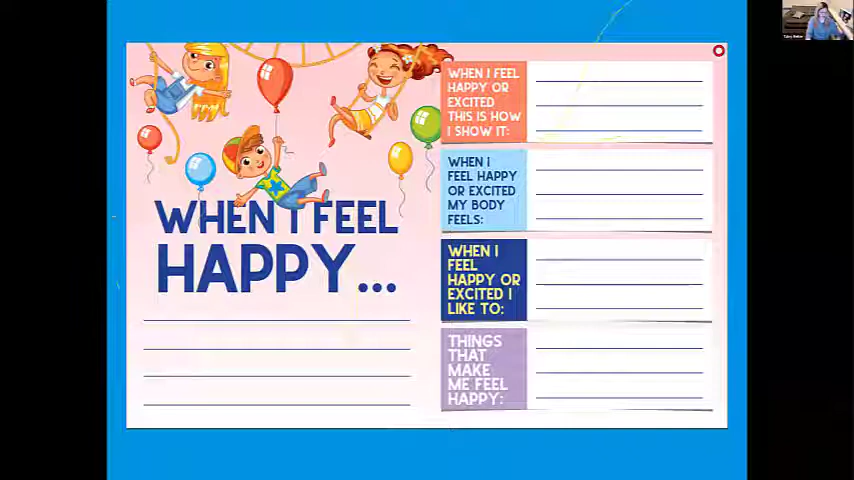 WHEN I FEEL
HAPPY...
WHEN I FEEL
HAPPY OR
EXCITED
THIS IS HOW
I SHOW IT:
WHEN I
FEEL HAPPY
OR EXCITED
MY BODY
FEELS:
WHEN I
FEEL
HAPPY OR
EXCITED I
LIKE TO:
THINGS
THAT
MAKE
ME FEEL
HAPPY: